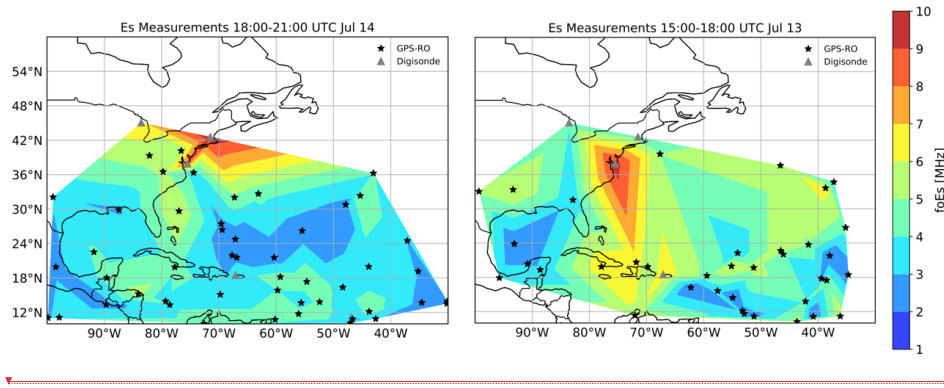 Es Measurements 18:00-21:00 UTC Jul 14
GPS-RO
Digisonde
54°N
48°N
42°N
36°N
30°N
24°N
18°N
12°N
90°W 80°W 70°W 60°W 50°W 40°W
Es Measurements 15:00-18:00 UTC Jul 13
GPS-RO
Digisonde
90°W 80°W 70°W 60°W 50°W 40°W
10
9
8
7
6
5
4
3
2
1
foEs [MHz]